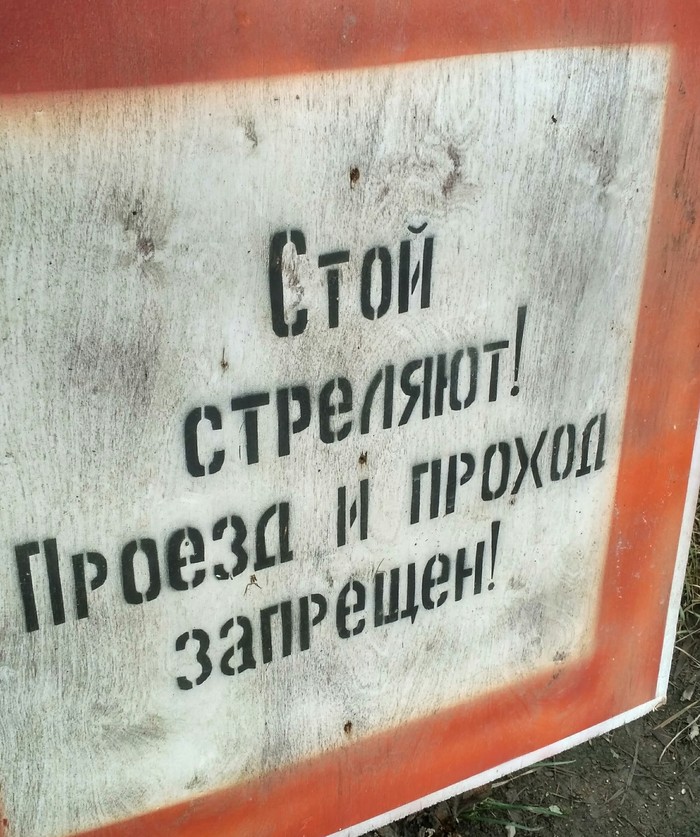 Стой
стреляют!
Проезд и проход
запрещен!